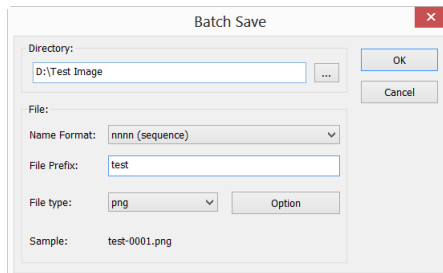 Batch Save
Directory:
OK
D:\Test Image
...
Cancel
File:
Name Format: nnnn (sequence)
File Prefix: test
File type: png Option
Sample: test-0001.png